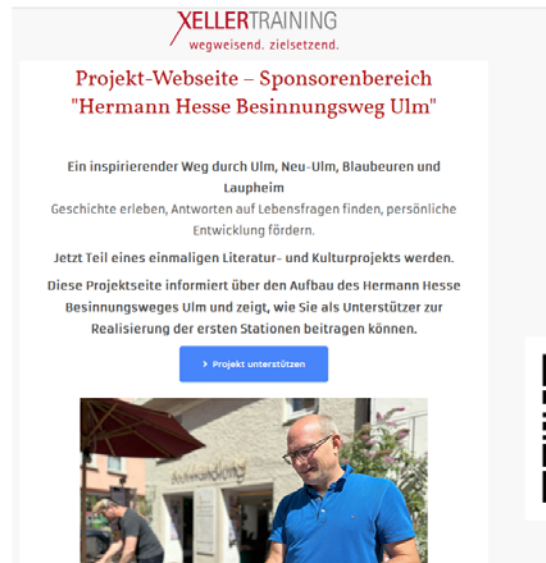 XELLERTRAINING
wegweisend. zielsetzend.
Projekt-Webseite – Sponsorenbereich
"Hermann Hesse Besinnungsweg Ulm"
Ein inspirierender Weg durch Ulm, Neu-Ulm, Blaubeuren und
Laupheim
Geschichte erleben, Antworten auf Lebensfragen finden, persönliche
Entwicklung fördern.
Jetzt Teil eines einmaligen Literatur- und Kulturprojekts werden.
Diese Projektseite informiert über den Aufbau des Hermann Hesse
Besinnungsweges Ulm und zeigt, wie Sie als Unterstützer zur
Realisierung der ersten Stationen beitragen können.
> Projekt unterstützen
Buchhandlung